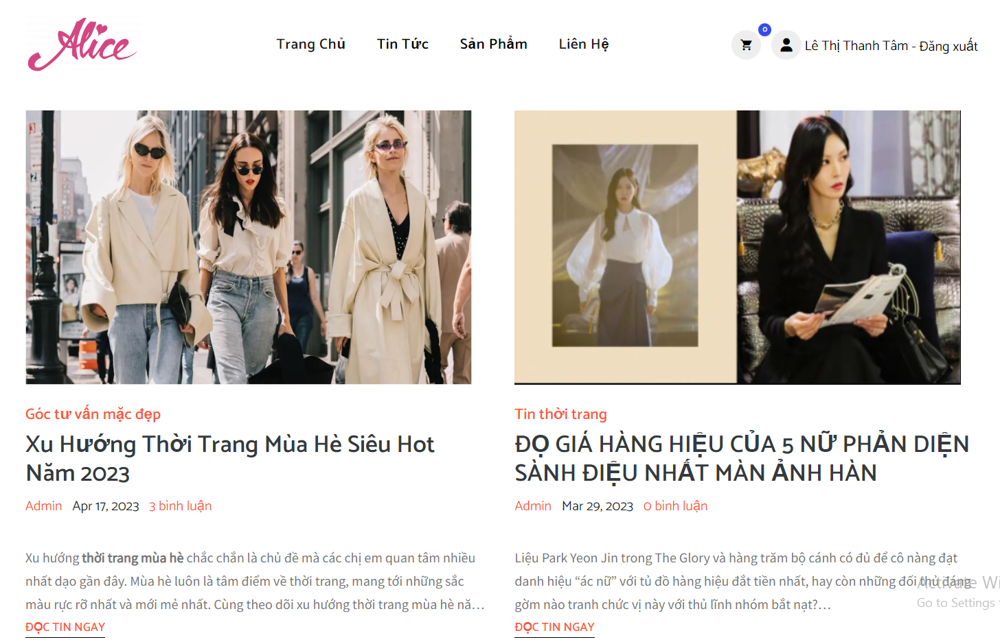 Alice
Trang Chủ
Tin Tức
Sản Phẩm
Liên Hệ
0
Lê Thị Thanh Tâm - Đăng xuất
Góc tư vấn mặc đẹp
Xu Hướng Thời Trang Mùa Hè Siêu Hot
Năm 2023
Admin Apr 17, 2023 3 bình luận
Xu hướng thời trang mùa hè chắc chắn là chủ đề mà các chị em quan tâm nhiều
nhất dạo gần đây. Mùa hè luôn là tâm điểm về thời trang, mang tới những sắc
màu rực rỡ nhất và mới mẻ nhất. Cùng theo dõi xu hướng thời trang mùa hè nă...
ĐỌC TIN NGAY
Tin thời trang
ĐỌ GIÁ HÀNG HIỆU CỦA 5 NỮ PHẢN DIỆN
SÀNH ĐIỆU NHẤT MÀN ẢNH HÀN
Admin Mar 29, 2023 0 bình luận
Liệu Park Yeon Jin trong The Glory và hàng trăm bộ cánh có đủ để cô nàng đạt
danh hiệu “ác nữ” với tủ đồ hàng hiệu đắt tiền nhất, hay còn những đối thủ đáng
gờm nào tranh chức vị này với thủ lĩnh nhóm bắt nạt?...
ĐỌC TIN NGAY
Activate Wi
Go to Settings